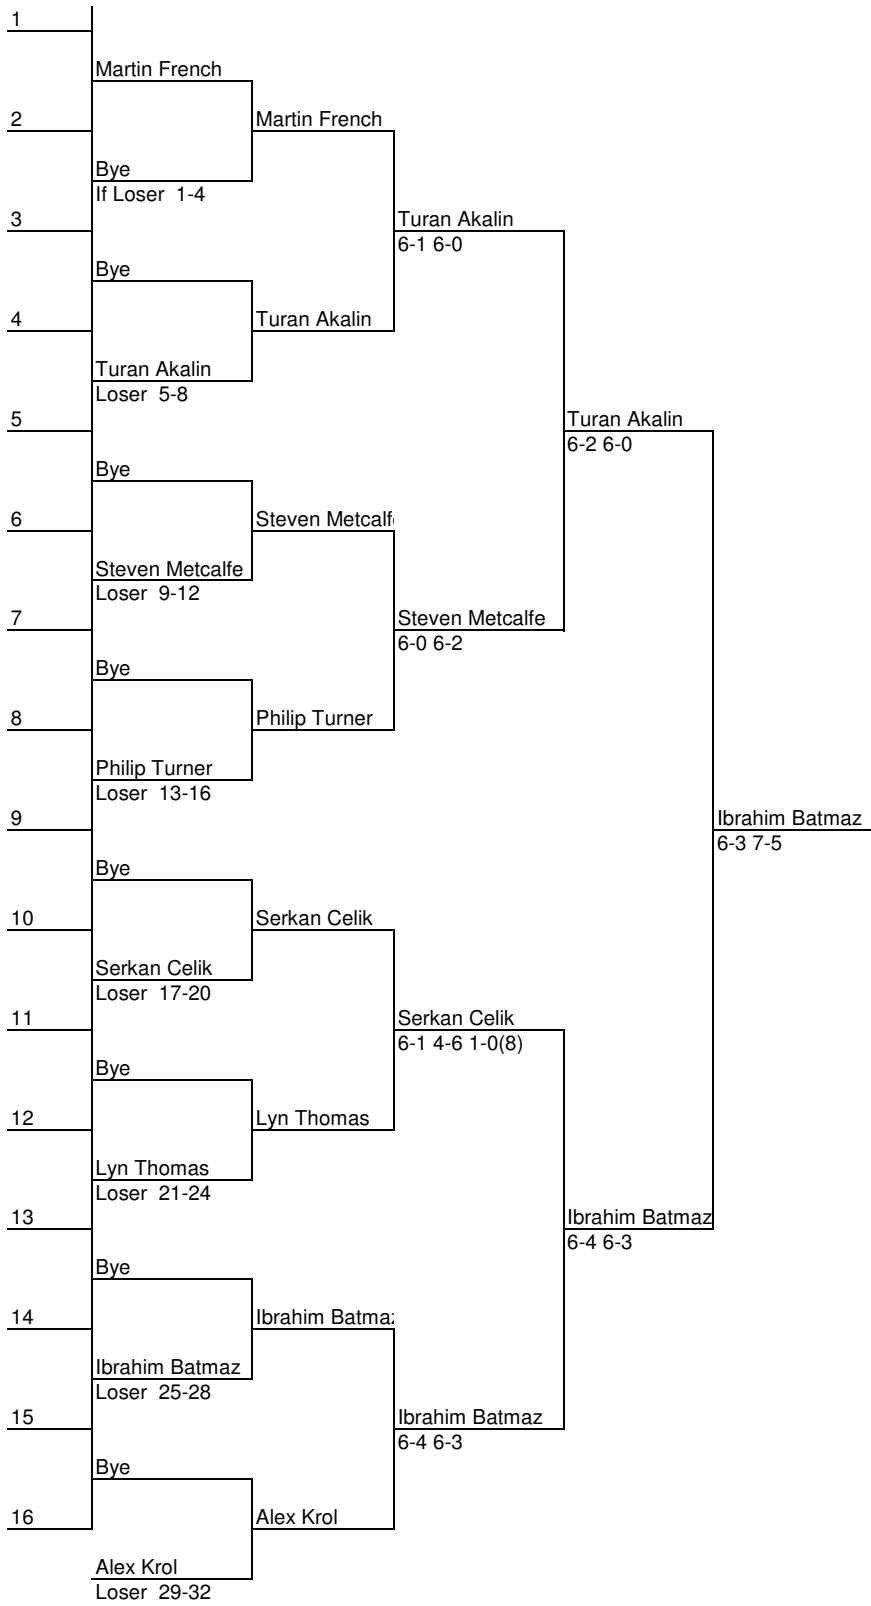 1
Martin French
2
Martin French
Bye
If Loser 1-4
3
Turan Akalin
6-1 6-0
Bye
4
Turan Akalin
Turan Akalin
Loser 5-8
5
Turan Akalin
6-2 6-0
Bye
6
Steven Metcalf
Steven Metcalfe
Loser 9-12
7
Steven Metcalfe
6-0 6-2
Bye
8
Philip Turner
Philip Turner
Loser 13-16
9
Ibrahim Batmaz
6-3 7-5
Bye
10
Serkan Celik
Serkan Celik
Loser 17-20
11
Serkan Celik
6-1 4-6 1-0(8)
Bye
12
Lyn Thomas
Lyn Thomas
Loser 21-24
13
Ibrahim Batmaz
6-4 6-3
Bye
14
Ibrahim Batmaz
Ibrahim Batmaz
Loser 25-28
15
Ibrahim Batmaz
6-4 6-3
Bye
16
Alex Krol
Alex Krol
Loser 29-32